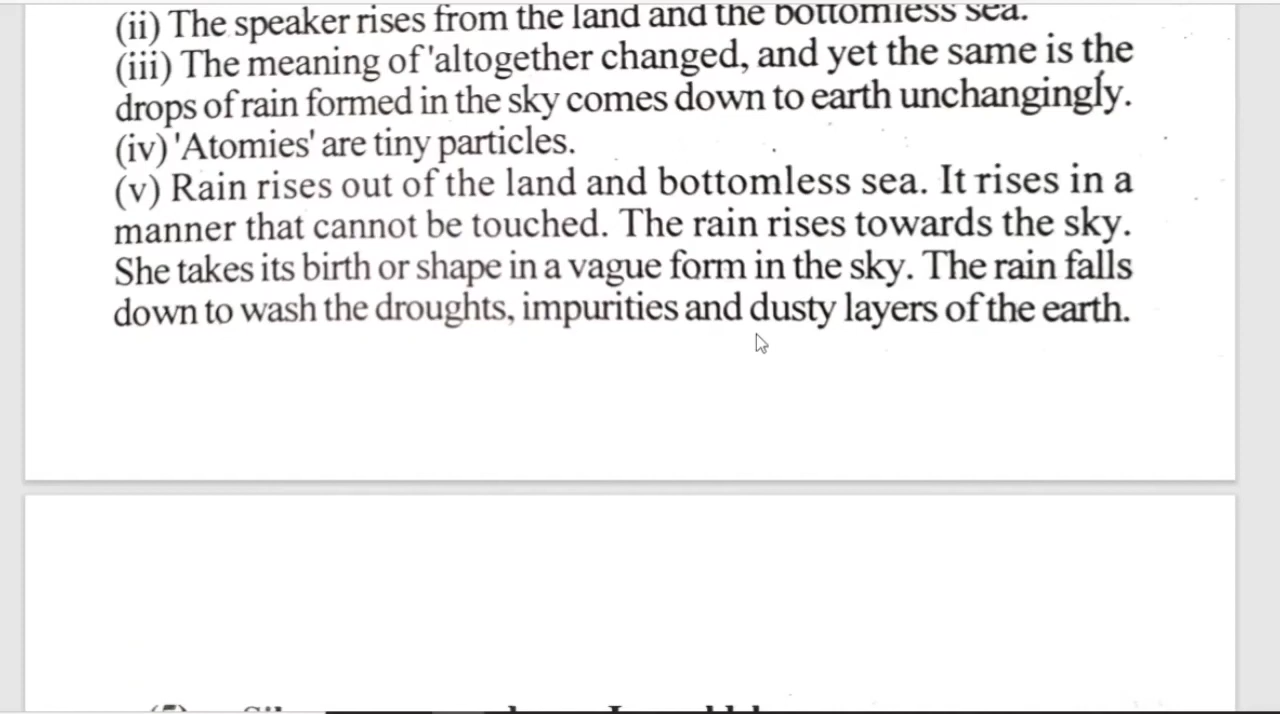 (ii) The speaker rises from the land and the bottomless sea.
(iii) The meaning of 'altogether changed, and yet the same is the
drops of rain formed in the sky comes down to earth unchangingly.
(iv) 'Atomies' are tiny particles.
(v) Rain rises out of the land and bottomless sea. It rises in a
manner that cannot be touched. The rain rises towards the sky.
She takes its birth or shape in a vague form in the sky. The rain falls
down to wash the droughts, impurities and dusty layers of the earth.